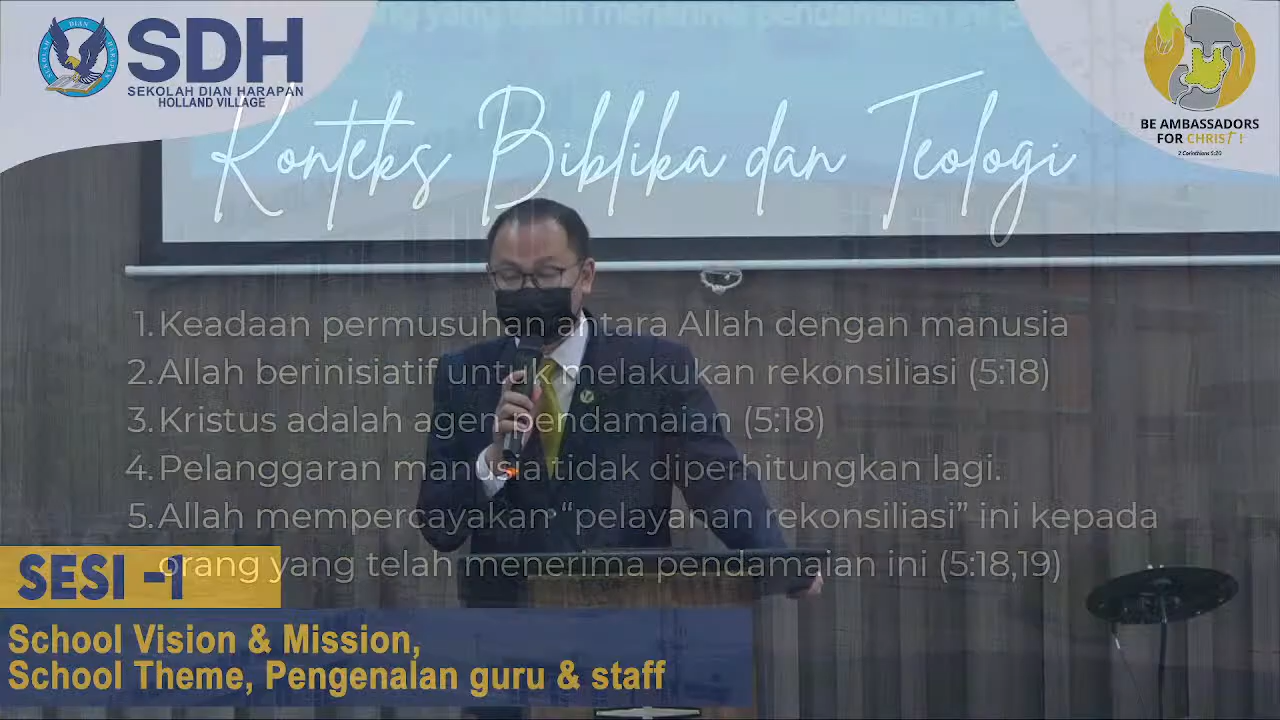 SDH
SEKOLAH DIAN HARAPAN
HOLLAND VILLAGE
BE AMBASSADORS
FOR CHRIST !
2 Corinthians 5:20
Konteks Biblika dan Teologi
1. Keadaan permusuhan antara Allah dengan manusia
2. Allah berinisiatif untuk melakukan rekonsiliasi (5:18)
3. Kristus adalah agen pendamaian (5:18)
4. Pelanggaran manusia tidak diperhitungkan lagi.
5. Allah mempercayakan “pelayanan rekonsiliasi” ini kepada
orang yang telah menerima pendamaian ini (5:18,19)
SESI -1
School Vision & Mission,
School Theme, Pengenalan guru & staff